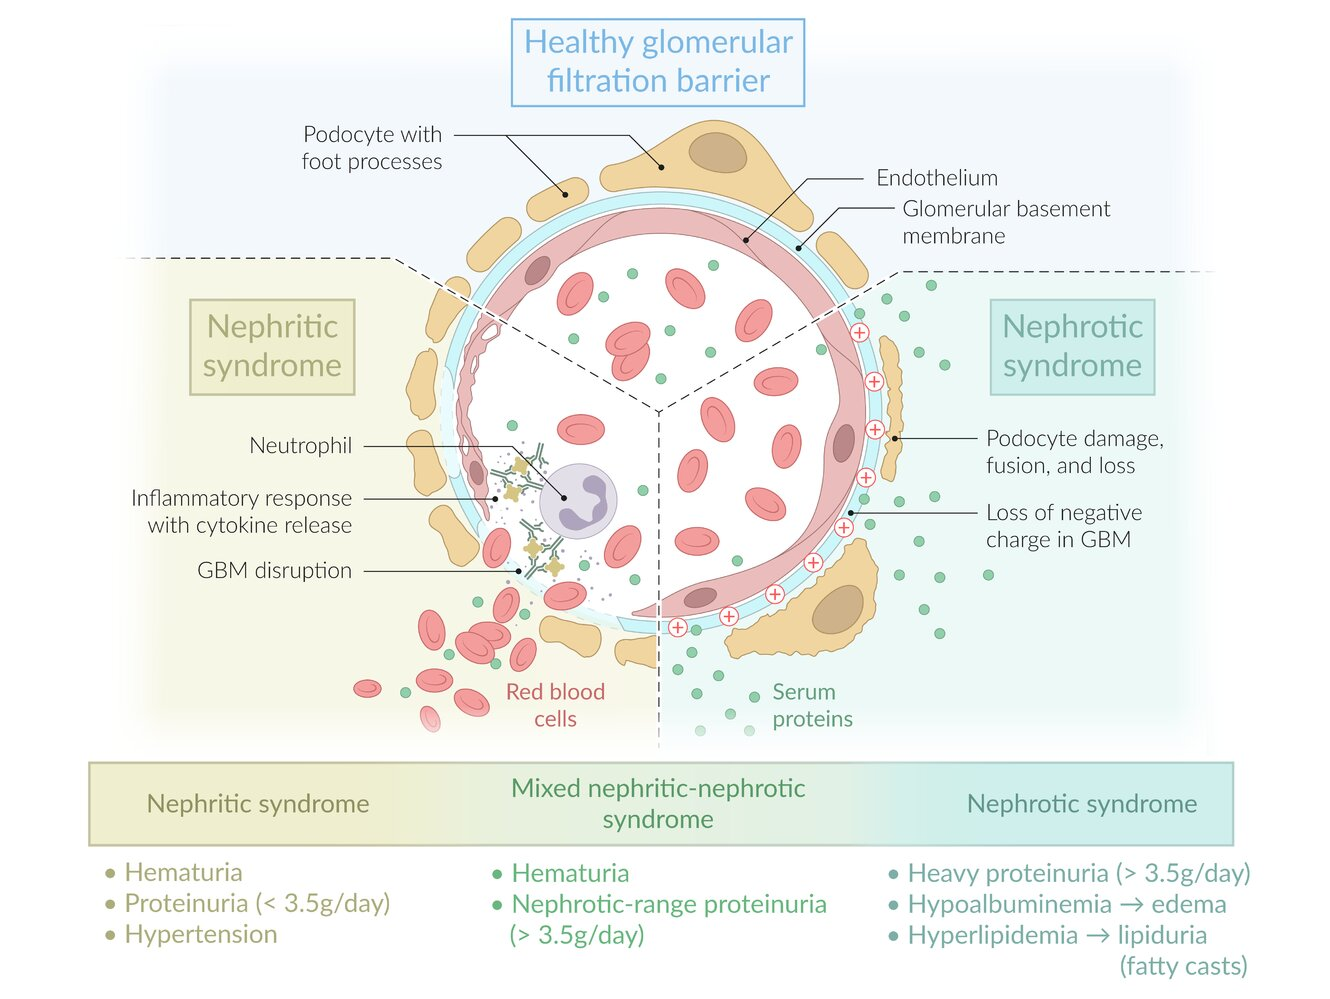 Healthy glomerular
filtration barrier
Podocyte with
foot processes
Endothelium
Glomerular basement
membrane
Nephritic
syndrome
Nephrotic
syndrome
Neutrophil
Inflammatory response
with cytokine release
GBM disruption
Podocyte damage,
fusion, and loss
Loss of negative
charge in GBM
+
+
+
+
+
+
+
+
+
Red blood
cells
Serum
proteins
Nephritic syndrome
Mixed nephritic-nephrotic
syndrome
Nephrotic syndrome
• Hematuria
• Proteinuria (< 3.5g/day)
• Hypertension
• Hematuria
• Nephrotic-range proteinuria
(> 3.5g/day)
• Heavy proteinuria (> 3.5g/day)
• Hypoalbuminemia → edema
• Hyperlipidemia → lipiduria
(fatty casts)